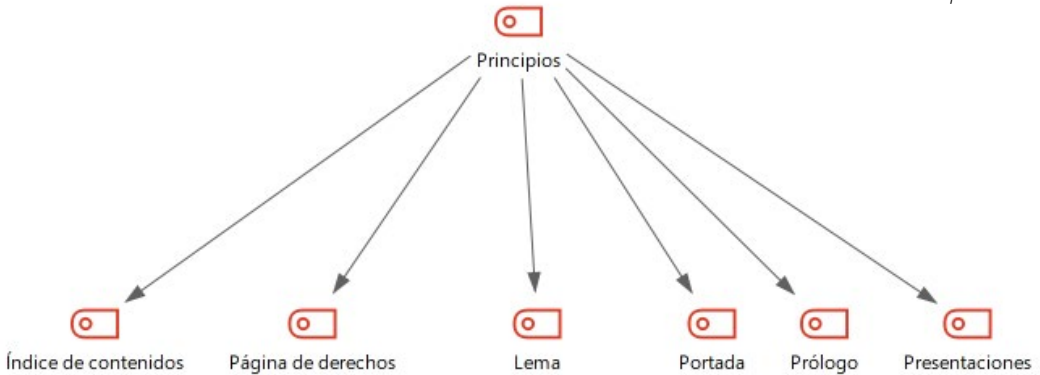 Principios
Índice de contenidos
Página de derechos
Lema
Portada
Prólogo
Presentaciones